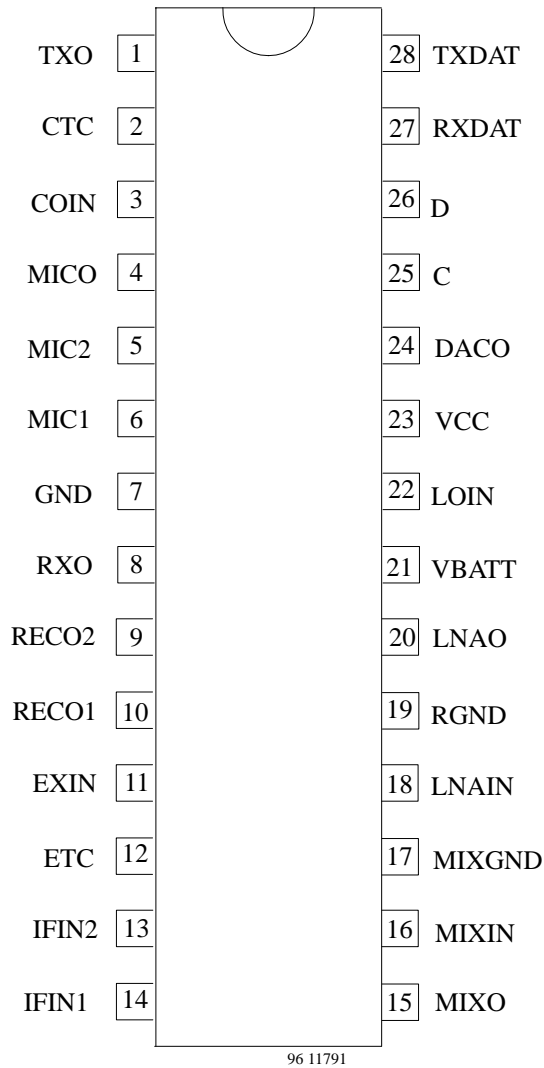 TXO 1 28 TXDAT
CTC 2 27 RXDAT
COIN 3 26 D
MICO 4 25 C
MIC2 5 24 DACO
MIC1 6 23 VCC
GND 7 22 LOIN
RXO 8 21 VBATT
RECO2 9 20 LNAO
RECO1 10 19 RGND
EXIN 11 18 LNAIN
ETC 12 17 MIXGND
IFIN2 13 16 MIXIN
IFIN1 14 15 MIXO
96 11791